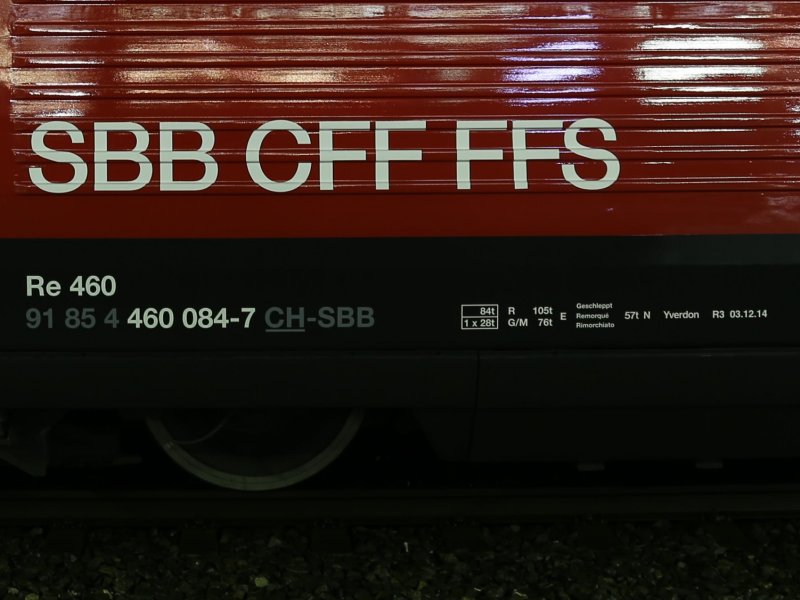 SBB CFF FFS
Re 460
91 85 4 460 084-7 CH-SBB
84t
1 x 28t
R 105t
G/M 76t
E
Geschleppt
Remorqué
Rimorchiato
57t N Yverdon R3 03.12.14